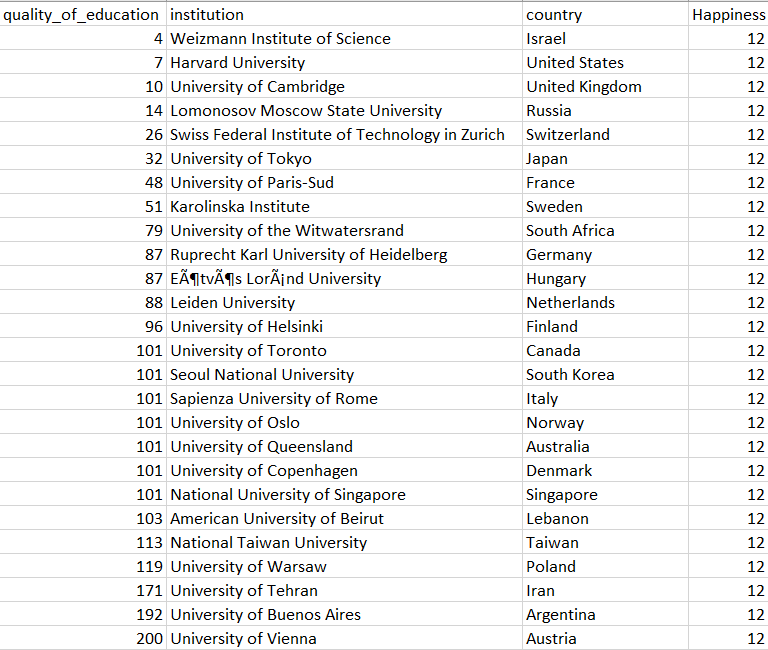 quality_of_education institution country Happiness
4 Weizmann Institute of Science Israel 12
7 Harvard University United States 12
10 University of Cambridge United Kingdom 12
14 Lomonosov Moscow State University Russia 12
26 Swiss Federal Institute of Technology in Zurich Switzerland 12
32 University of Tokyo Japan 12
48 University of Paris-Sud France 12
51 Karolinska Institute Sweden 12
79 University of the Witwatersrand South Africa 12
87 Ruprecht Karl University of Heidelberg Germany 12
87 EÃ¶tvÃ¶s LorÃ¡nd University Hungary 12
88 Leiden University Netherlands 12
96 University of Helsinki Finland 12
101 University of Toronto Canada 12
101 Seoul National University South Korea 12
101 Sapienza University of Rome Italy 12
101 University of Oslo Norway 12
101 University of Queensland Australia 12
101 University of Copenhagen Denmark 12
101 National University of Singapore Singapore 12
103 American University of Beirut Lebanon 12
113 National Taiwan University Taiwan 12
119 University of Warsaw Poland 12
171 University of Tehran Iran 12
192 University of Buenos Aires Argentina 12
200 University of Vienna Austria 12